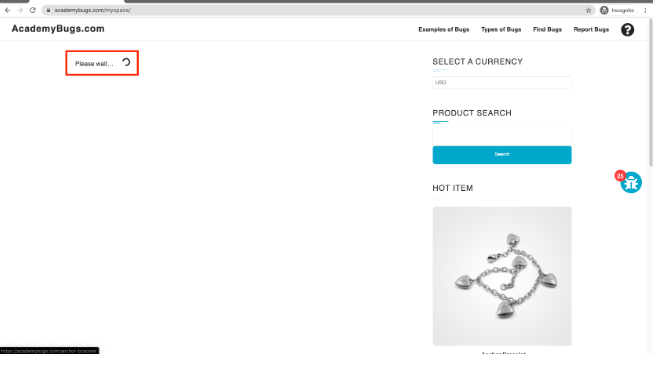 academybugs.com/myspace/
Incognito
AcademyBugs.com
Examples of Bugs Types of Bugs Find Bugs Report Bugs ?
Please wait...
SELECT A CURRENCY
USD
PRODUCT SEARCH
Search
25
HOT ITEM
https://academybugs.com/anchor-bracelet
Anchor Bracelet